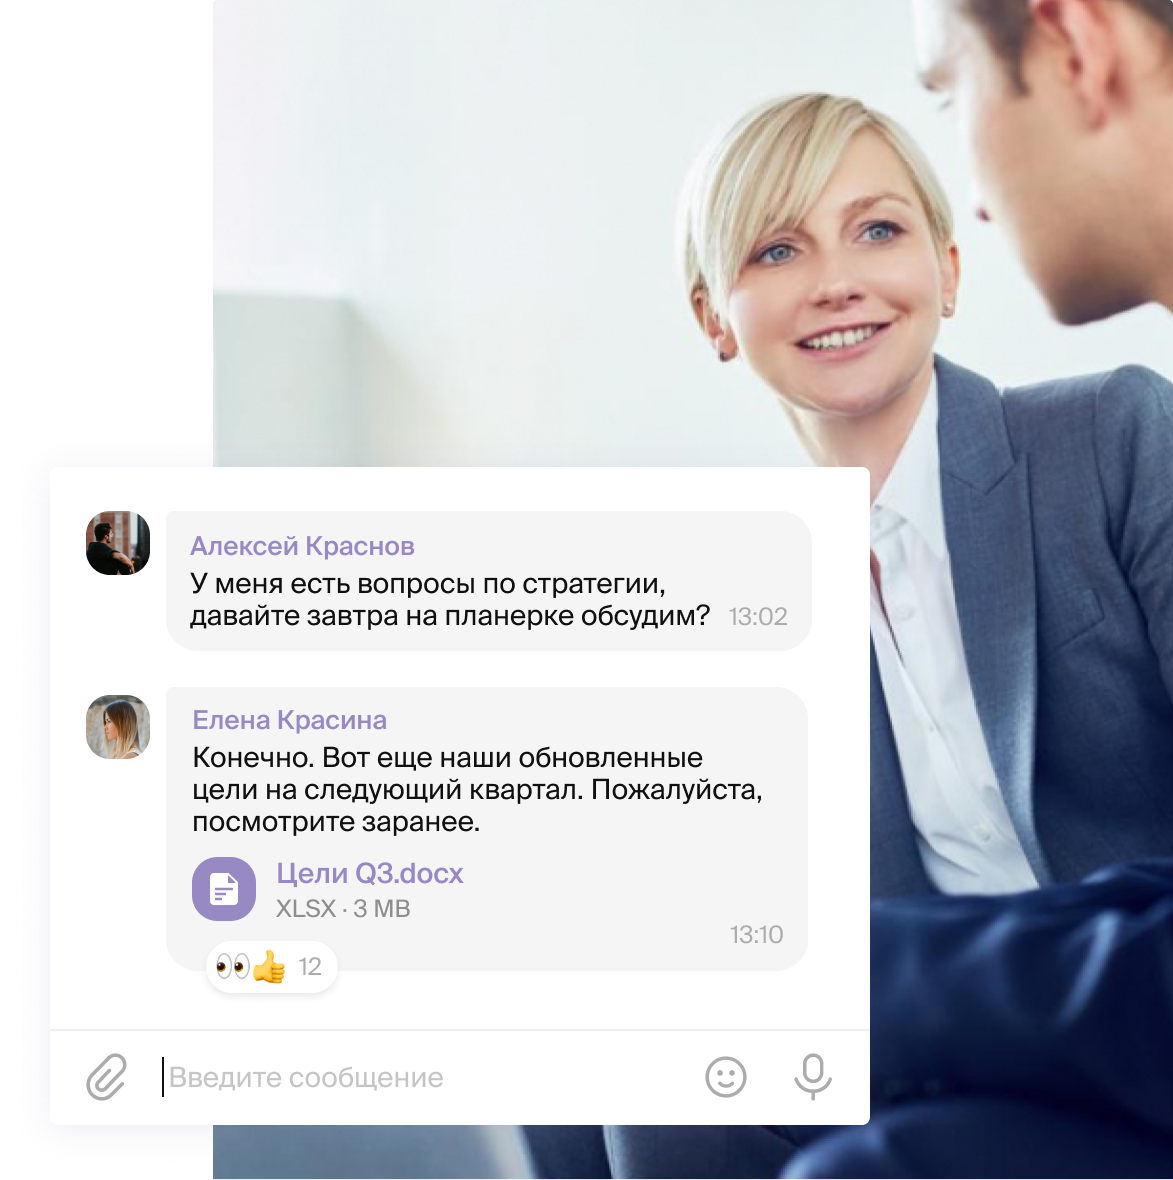 Алексей Краснов
У меня есть вопросы по стратегии,
давайте завтра на планерке обсудим? 13:02
Елена Красина
Конечно. Вот еще наши обновленные
цели на следующий квартал. Пожалуйста,
посмотрите заранее.
Цели Q3.docx
XLSX · 3 MB
13:10
👀👍 12
Введите сообщение